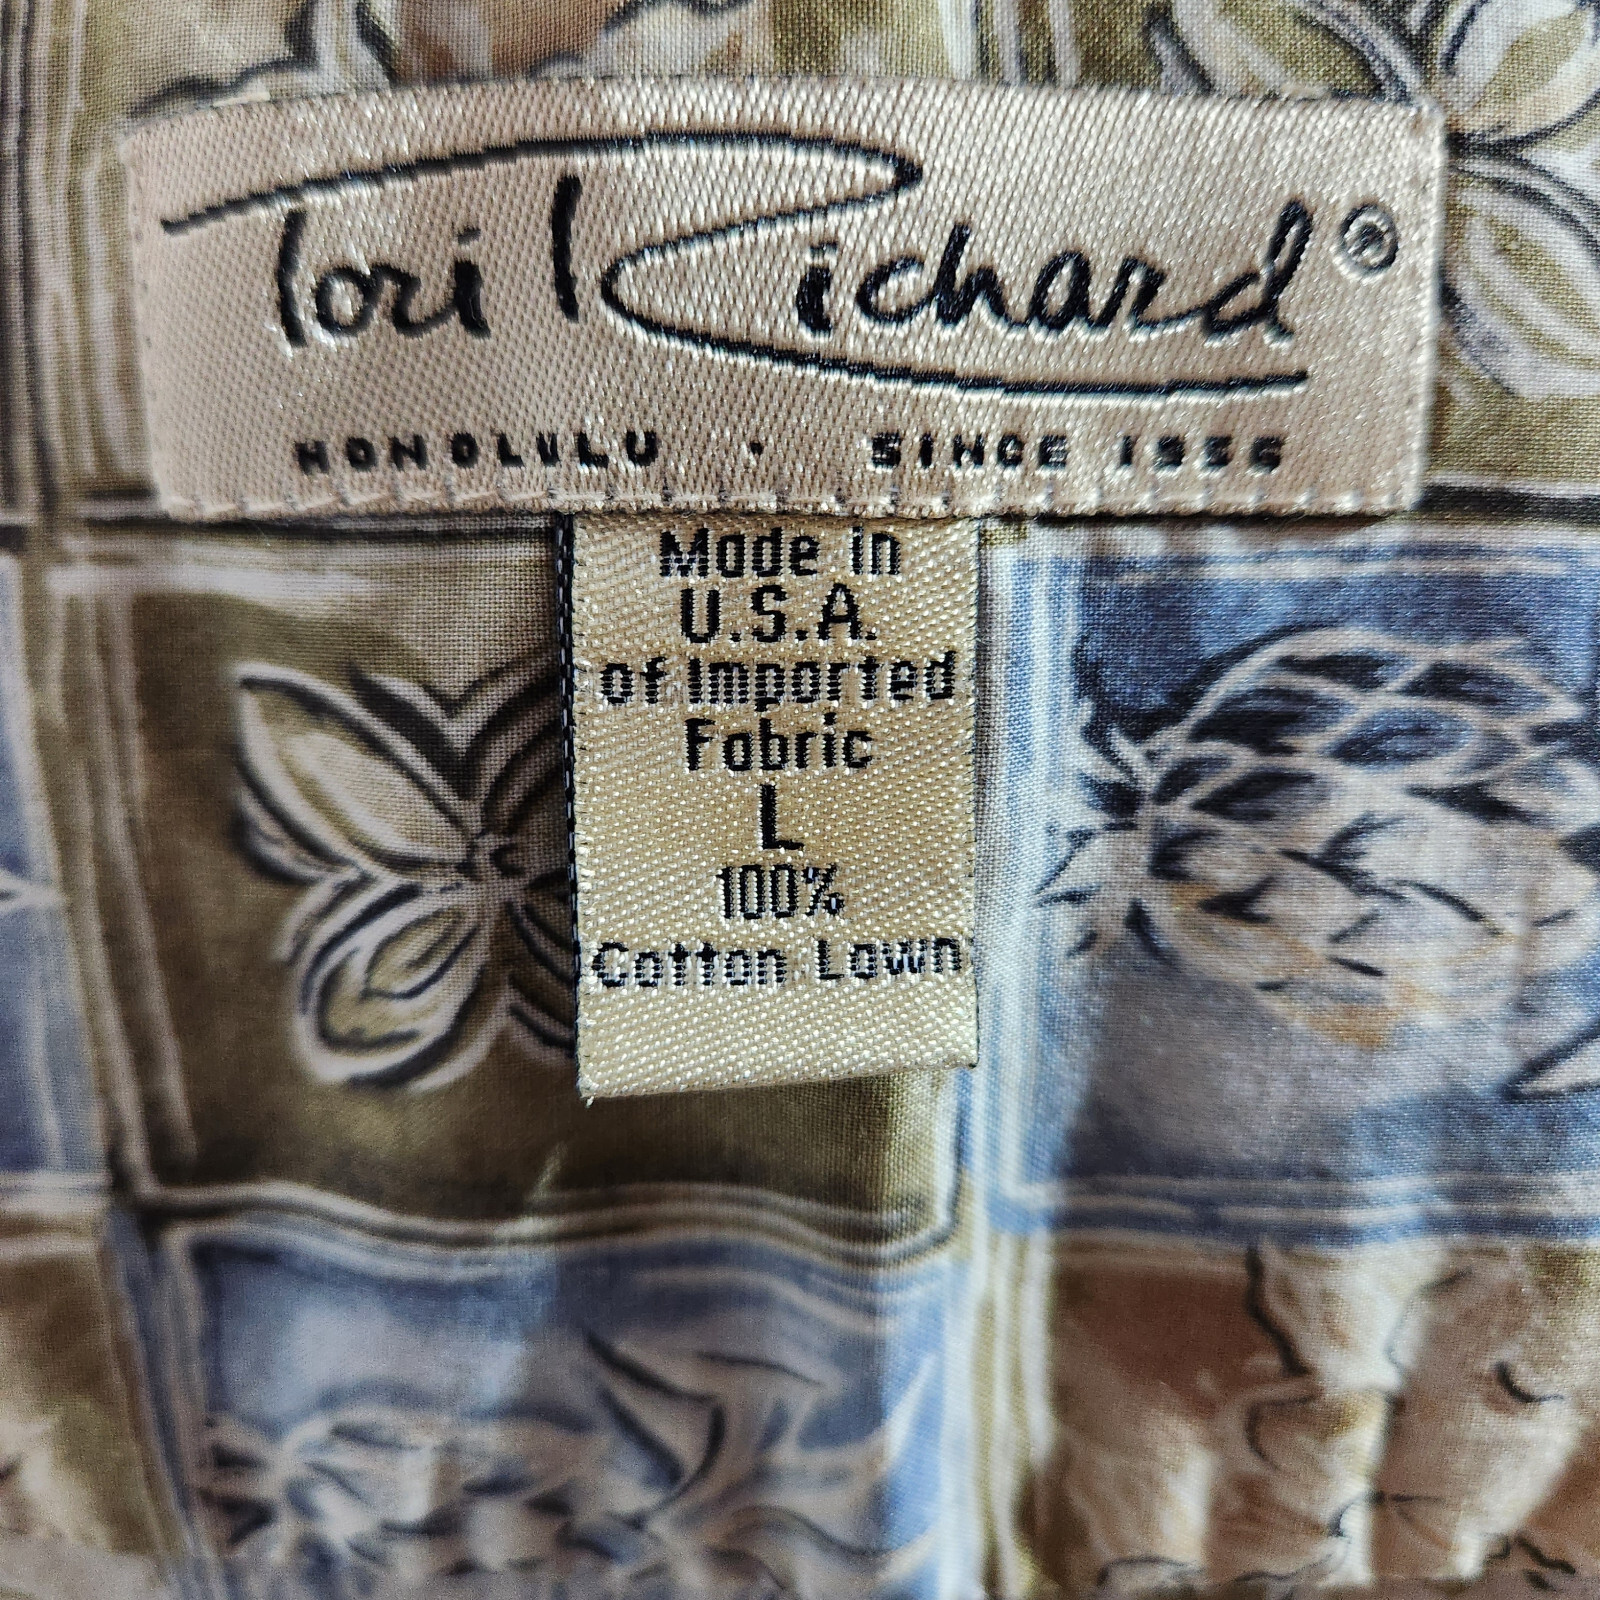 Tori Richard®
HONOLULU · SINCE 1956
Made in
U.S.A.
of Imported
Fabric
L
100%
Cotton Lawn